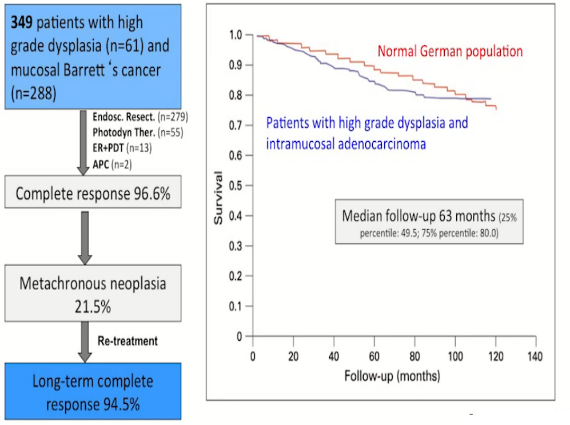 349 patients with high
grade dysplasia (n=61) and
mucosal Barrett´s cancer
(n=288)
Endosc. Resect. (n=279)
Photodyn Ther. (n=55)
ER+PDT (n=13)
APC (n=2)
Complete response 96.6%
Metachronous neoplasia
21.5%
Re-treatment
Long-term complete
response 94.5%
Normal German population
Patients with high grade dysplasia and
intramucosal adenocarcinoma
Median follow-up 63 months (25%
percentile: 49.5; 75% percentile: 80.0)
Survival
1.0
0.9
0.8
0.7
0.6
0.5
0.4
0.3
0.2
0.1
0
0 20 40 60 80 100 120 140
Follow-up (months)